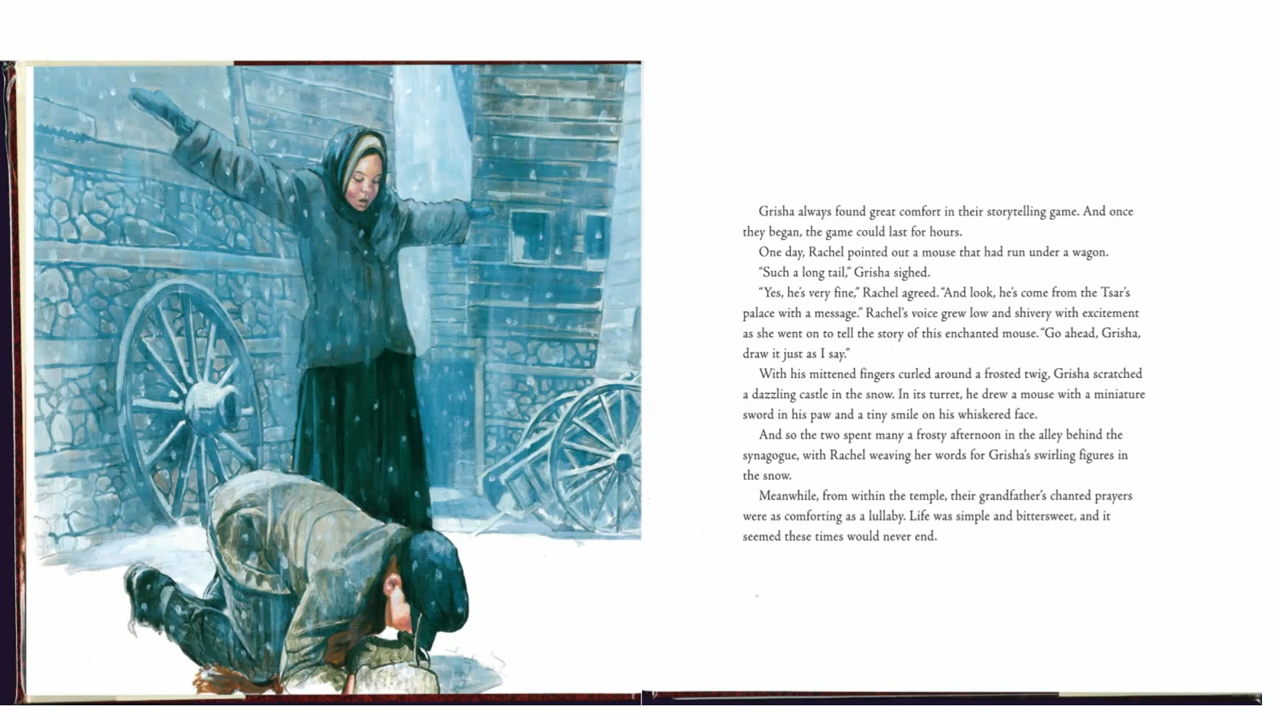 Grisha always found great comfort in their storytelling game. And once
they began, the game could last for hours.
One day, Rachel pointed out a mouse that had run under a wagon.
“Such a long tail,” Grisha sighed.
“Yes, he’s very fine,” Rachel agreed. “And look, he’s come from the Tsar’s
palace with a message.” Rachel’s voice grew low and shivery with excitement
as she went on to tell the story of this enchanted mouse. “Go ahead, Grisha,
draw it just as I say.”
With his mittened fingers curled around a frosted twig, Grisha scratched
a dazzling castle in the snow. In its turret, he drew a mouse with a miniature
sword in his paw and a tiny smile on his whiskered face.
And so the two spent many a frosty afternoon in the alley behind the
synagogue, with Rachel weaving her words for Grisha’s swirling figures in
the snow.
Meanwhile, from within the temple, their grandfather’s chanted prayers
were as comforting as a lullaby. Life was simple and bittersweet, and it
seemed these times would never end.